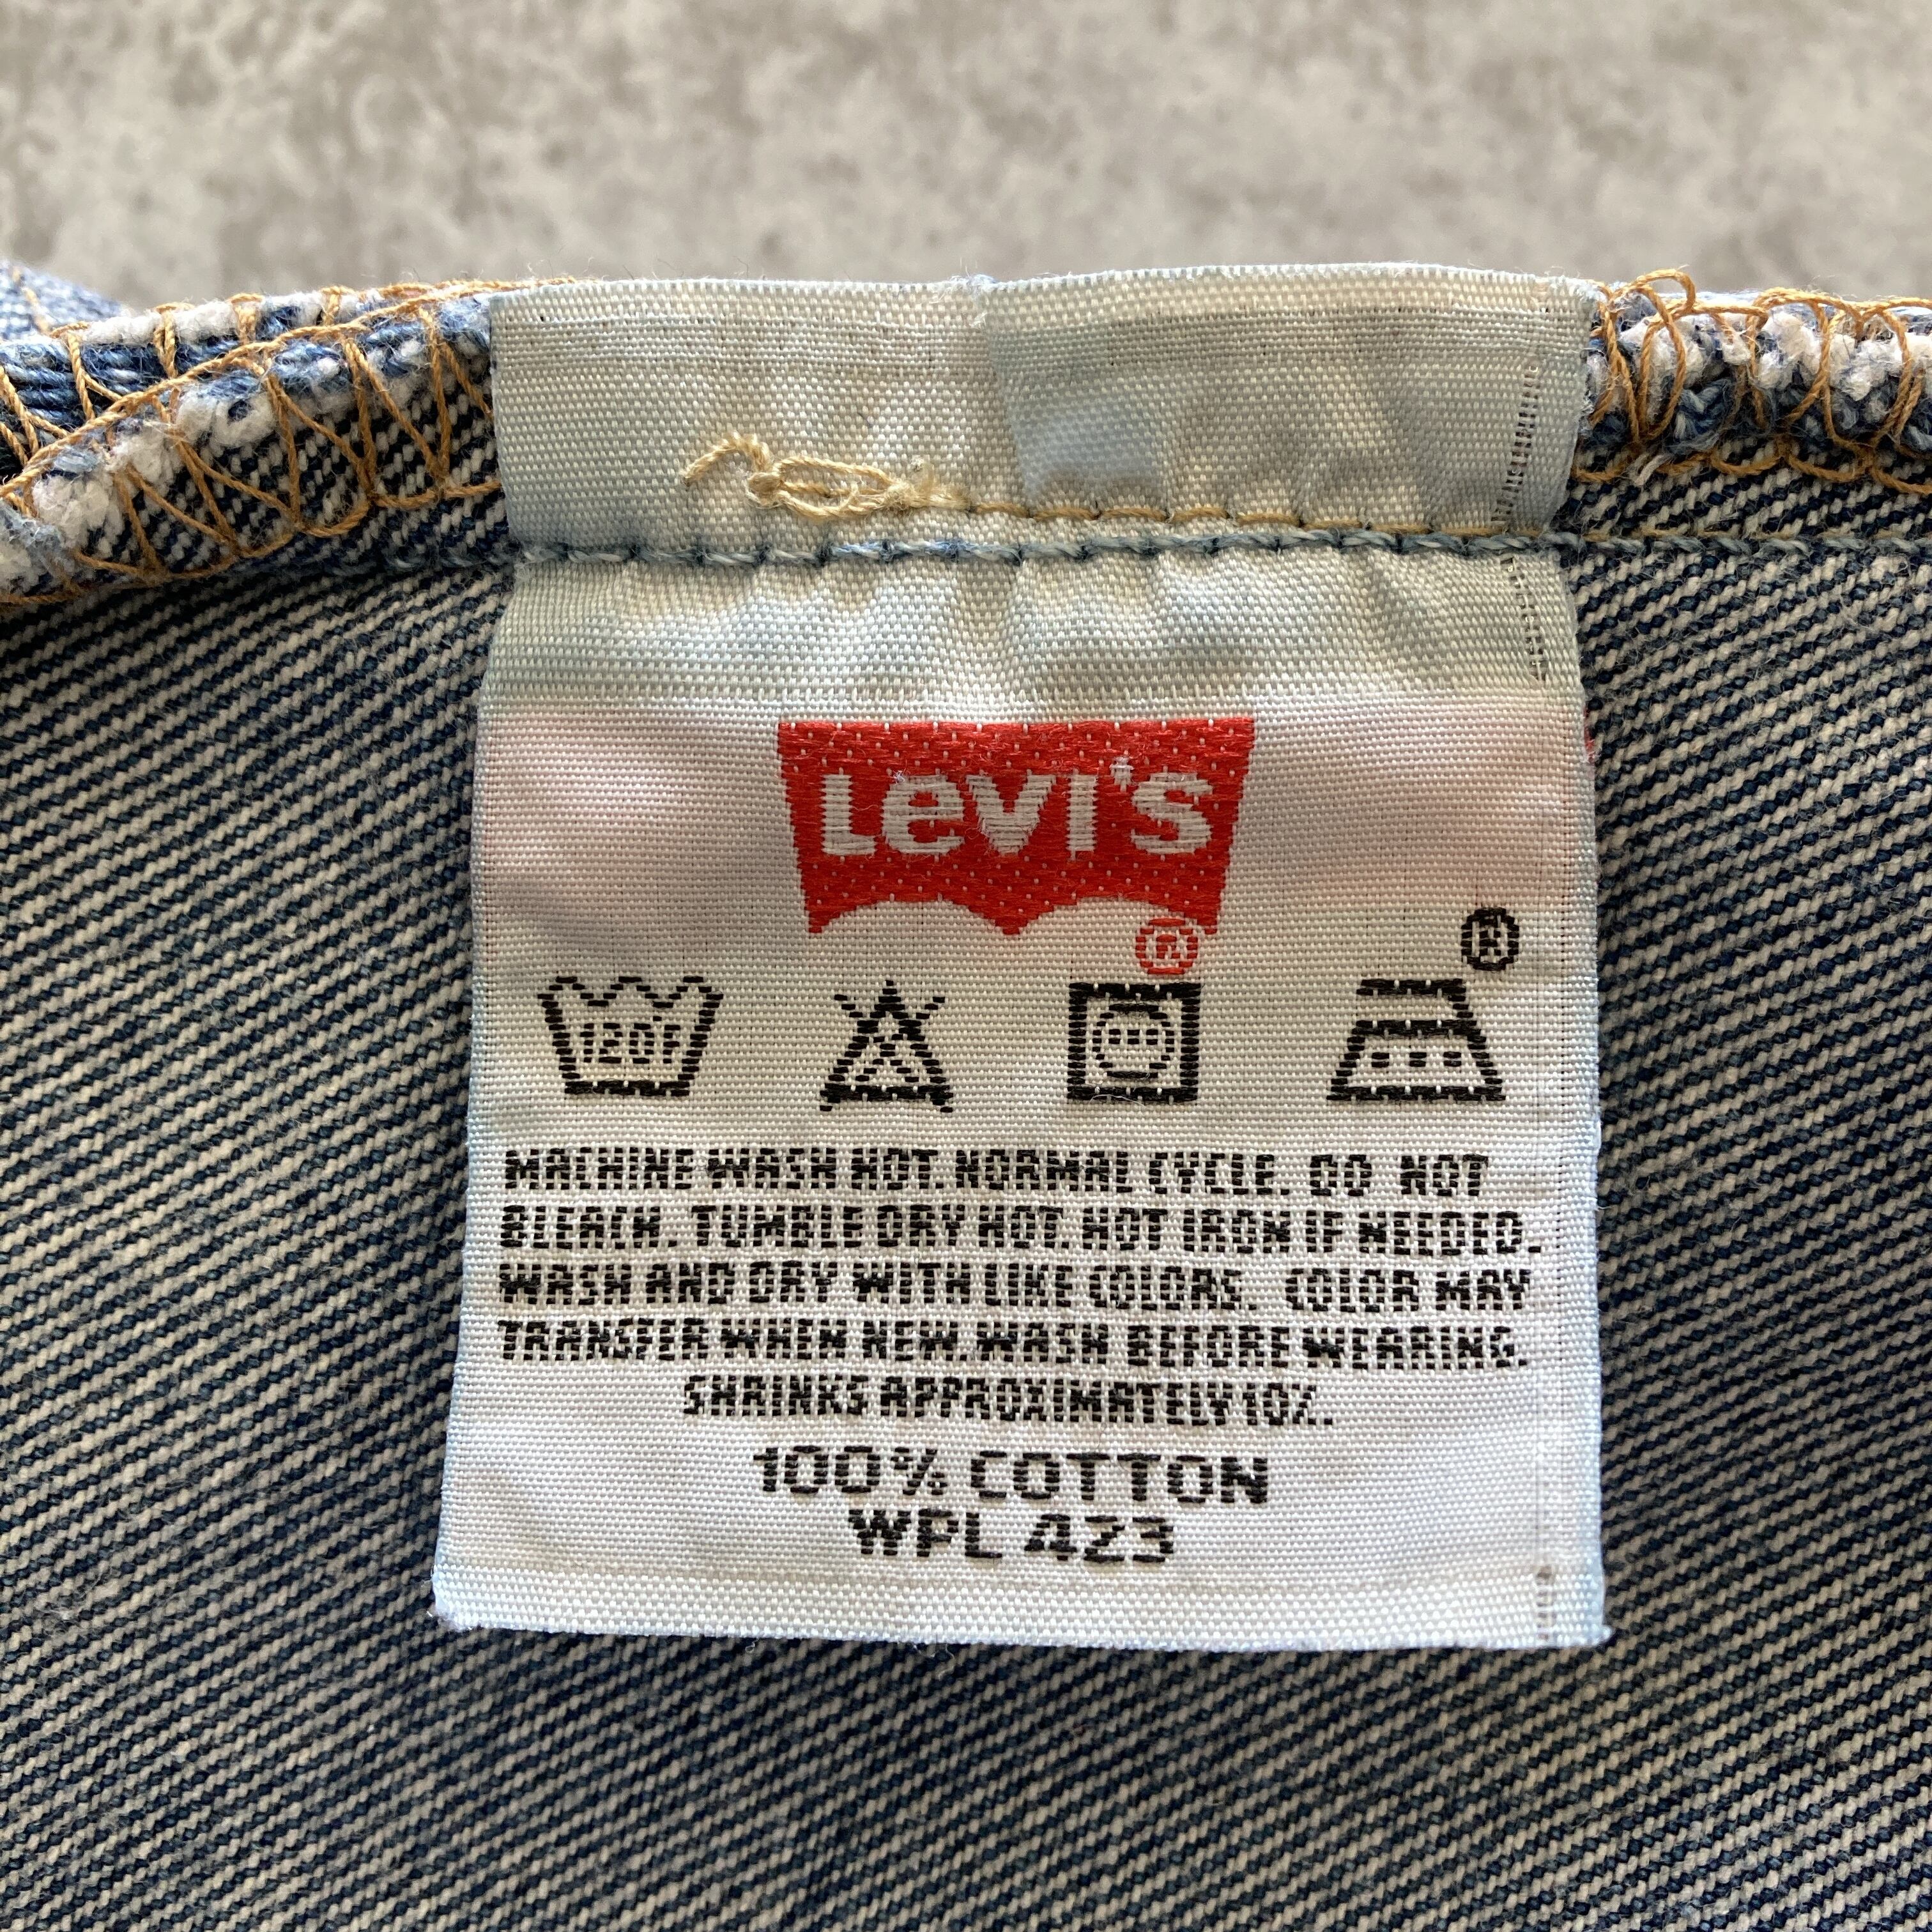 Levi's
®
®
120F
MACHINE WASH HOT. NORMAL CYCLE. DO NOT
BLEACH. TUMBLE DRY HOT. HOT IRON IF NEEDED.
WASH AND DRY WITH LIKE COLORS. COLOR MAY
TRANSFER WHEN NEW. WASH BEFORE WEARING.
SHRINKS APPROXIMATELY 10%.
100% COTTON
WPL 423